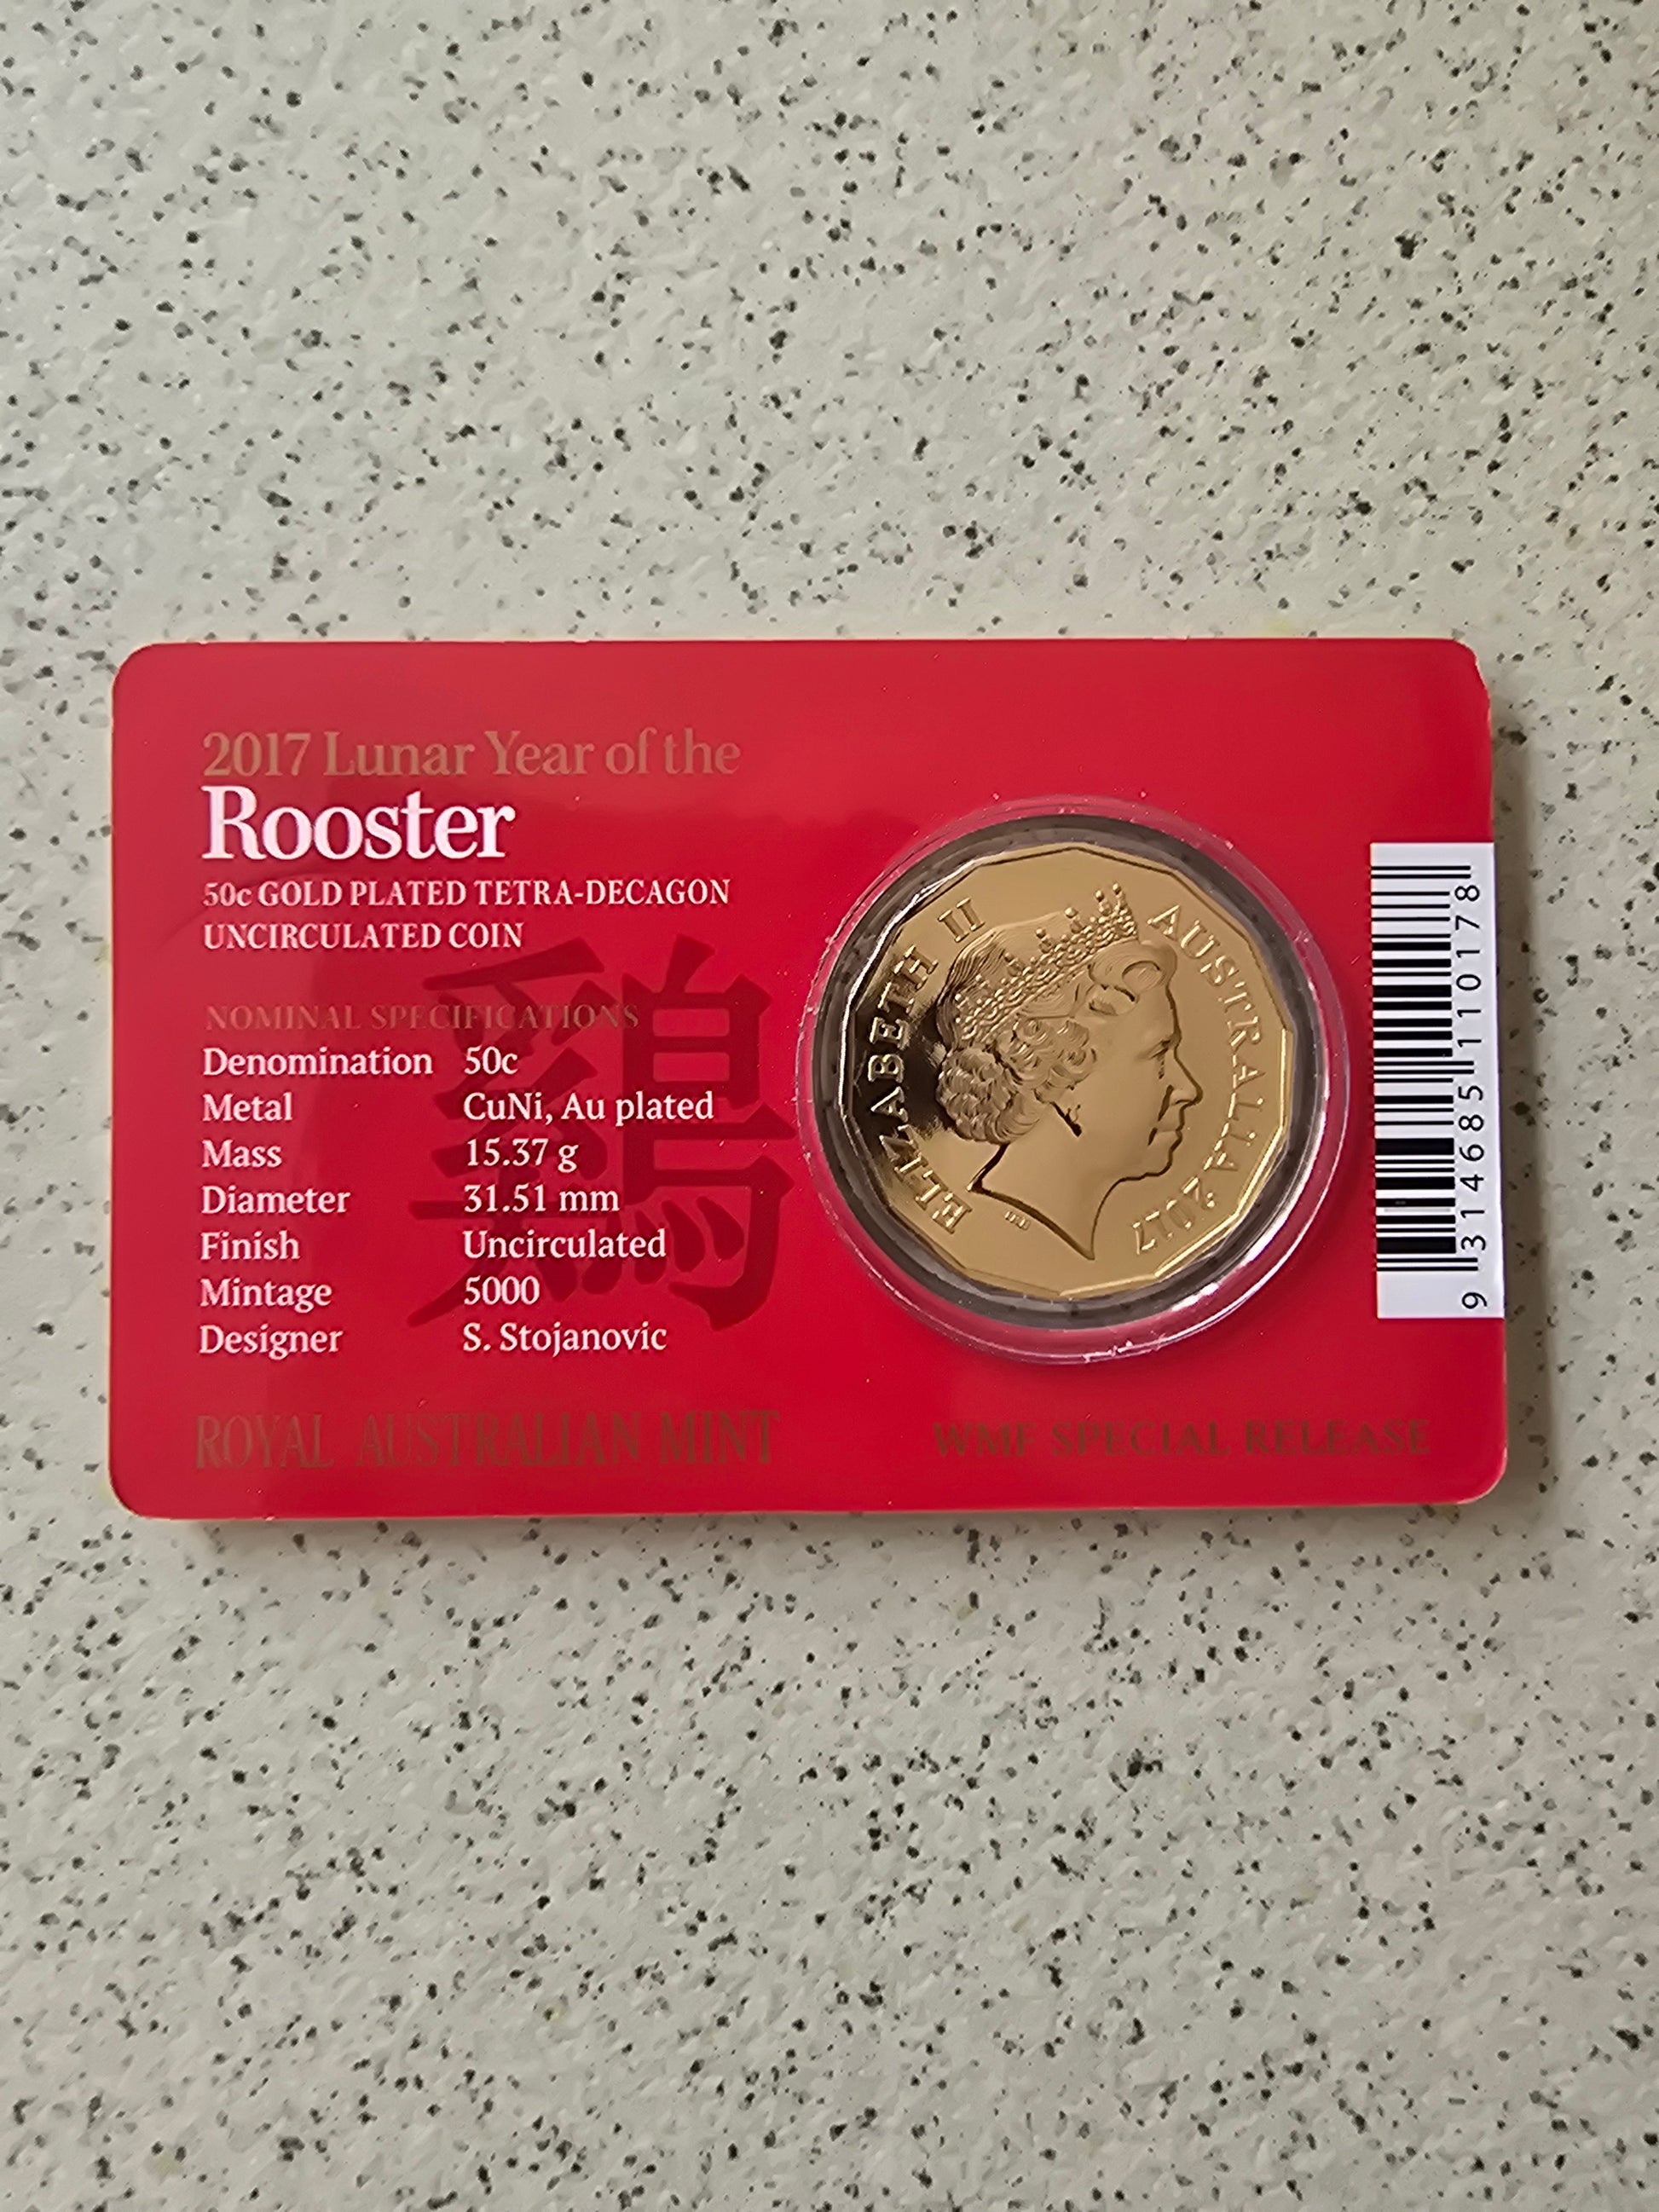 2017 Lunar Year of the
Rooster
50c GOLD PLATED TETRA-DECAGON
UNCIRCULATED COIN
鷄
NOMINAL SPECIFICATIONS
Denomination 50c
Metal CuNi, Au plated
Mass 15.37 g
Diameter 31.51 mm
Finish Uncirculated
Mintage 5000
Designer S. Stojanovic
ROYAL AUSTRALIAN MINT
WMF SPECIAL RELEASE
ELIZABETH II
AUSTRALIA 2017
9 314685 110178